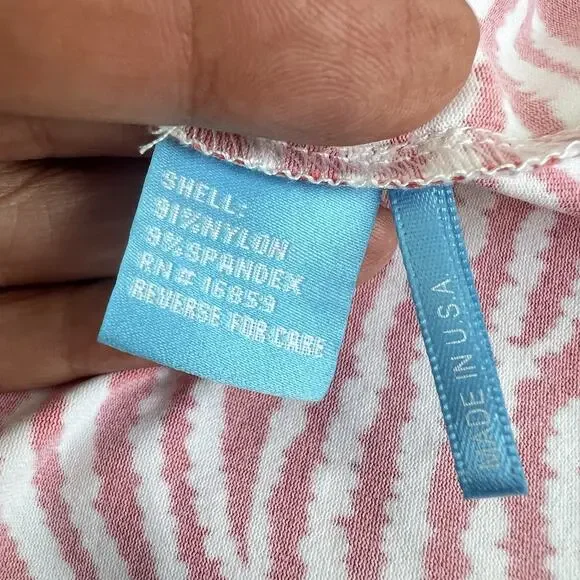 SHELL:
91%NYLON
9%SPANDEX
RN# 16859
REVERSE FOR CARE
MADE IN USA